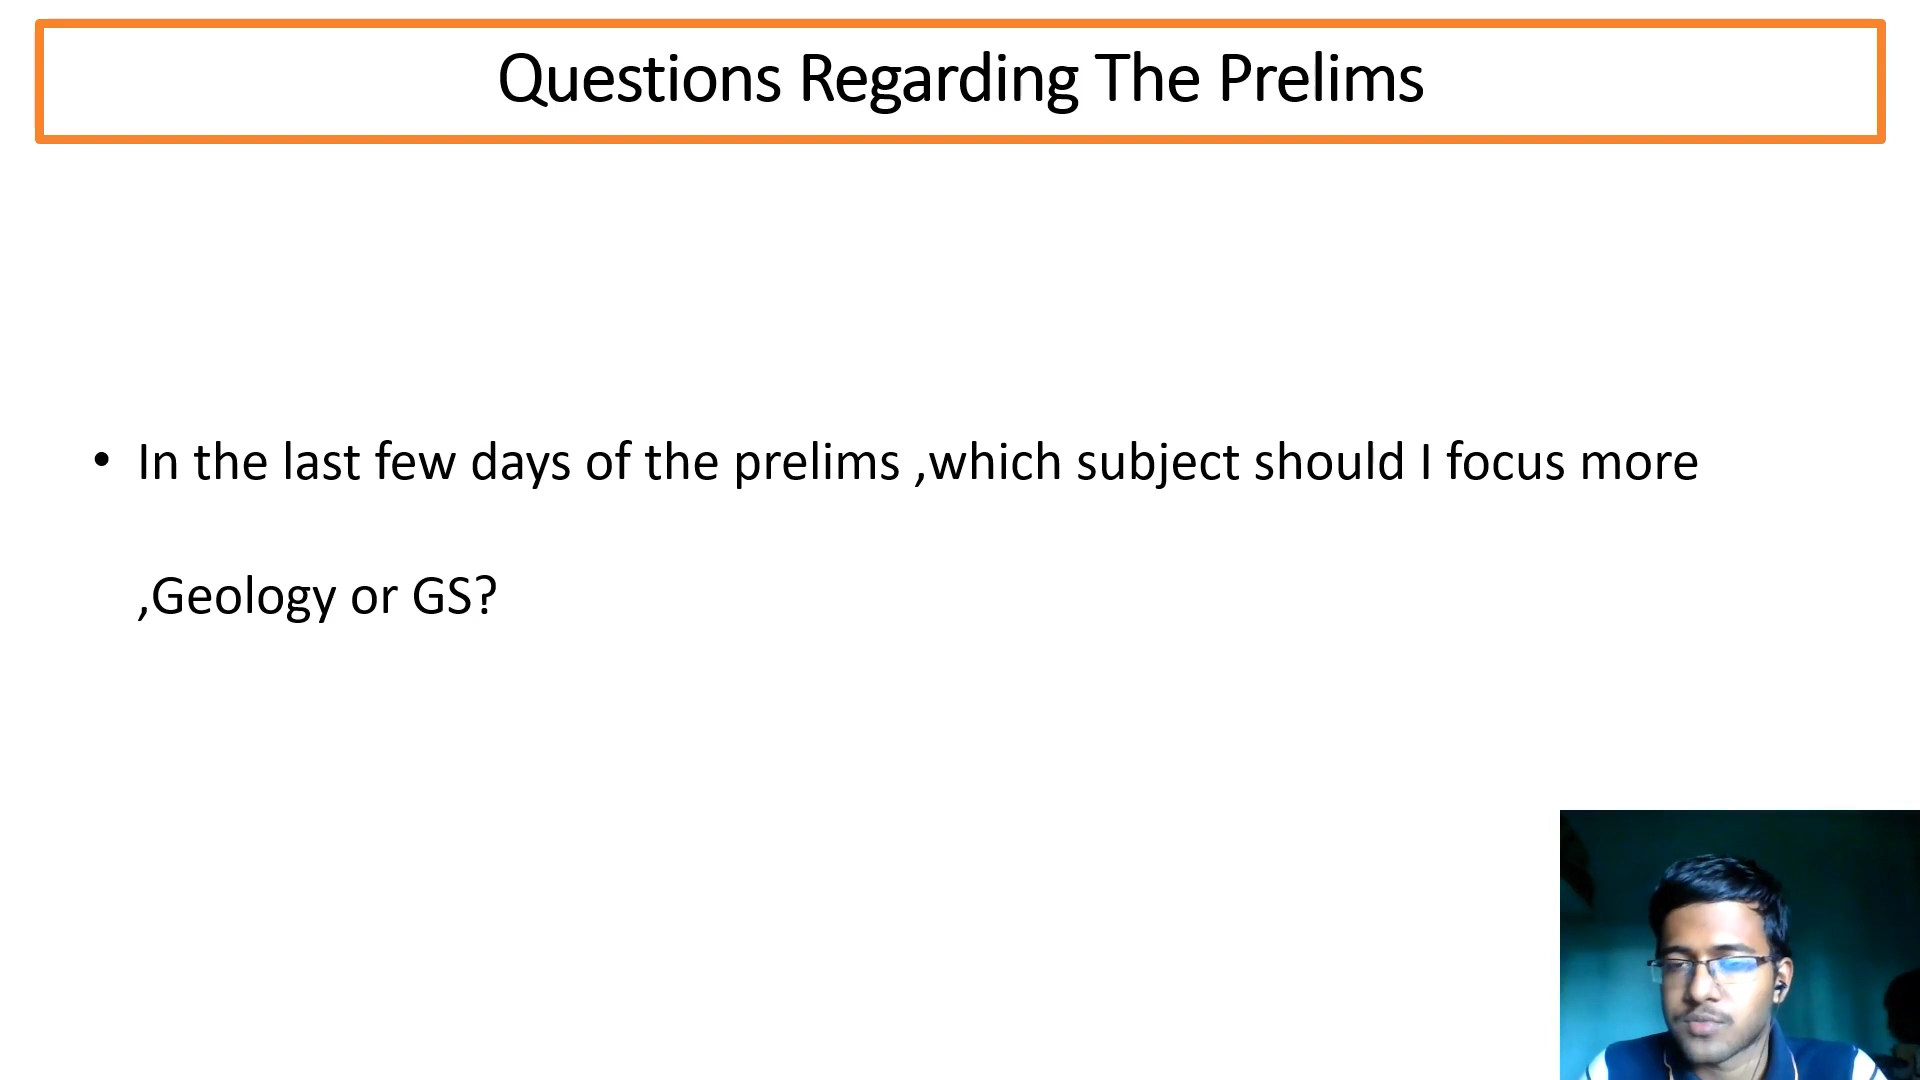 Questions Regarding The Prelims
• In the last few days of the prelims ,which subject should I focus more
,Geology or GS?